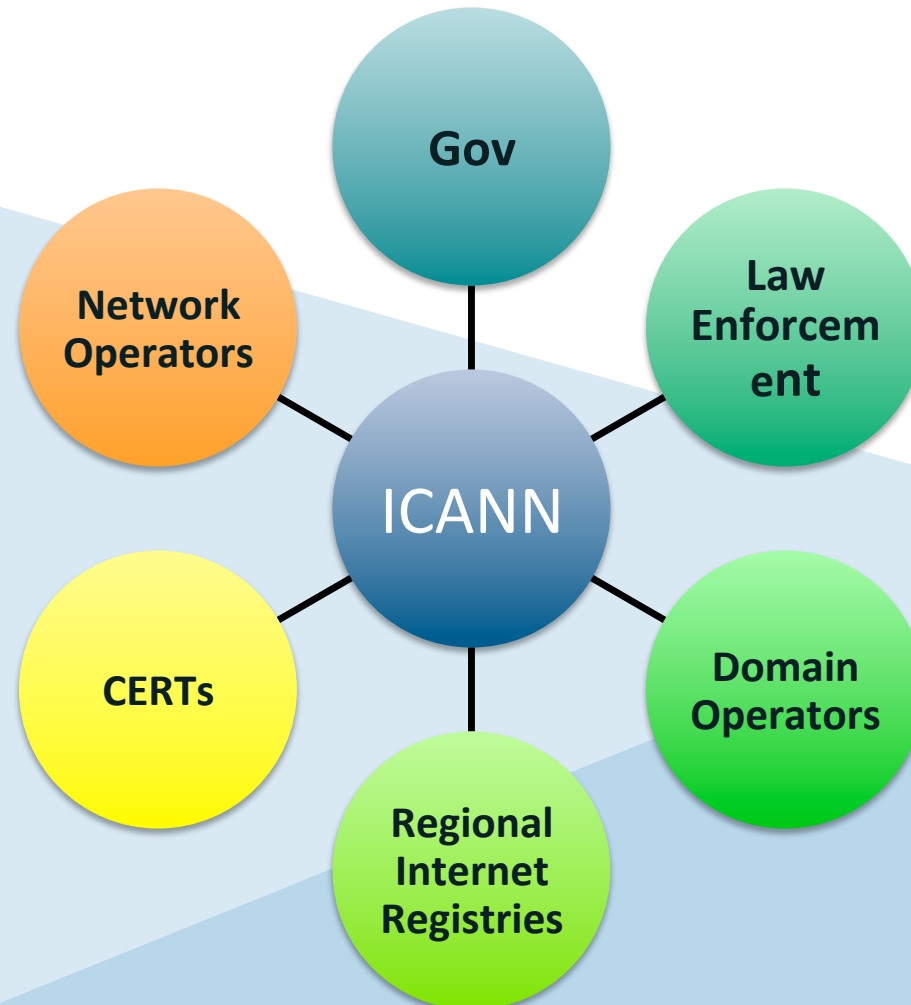 Gov
Network
Operators
Law
Enforcem
ent
ICANN
CERTs
Domain
Operators
Regional
Internet
Registries